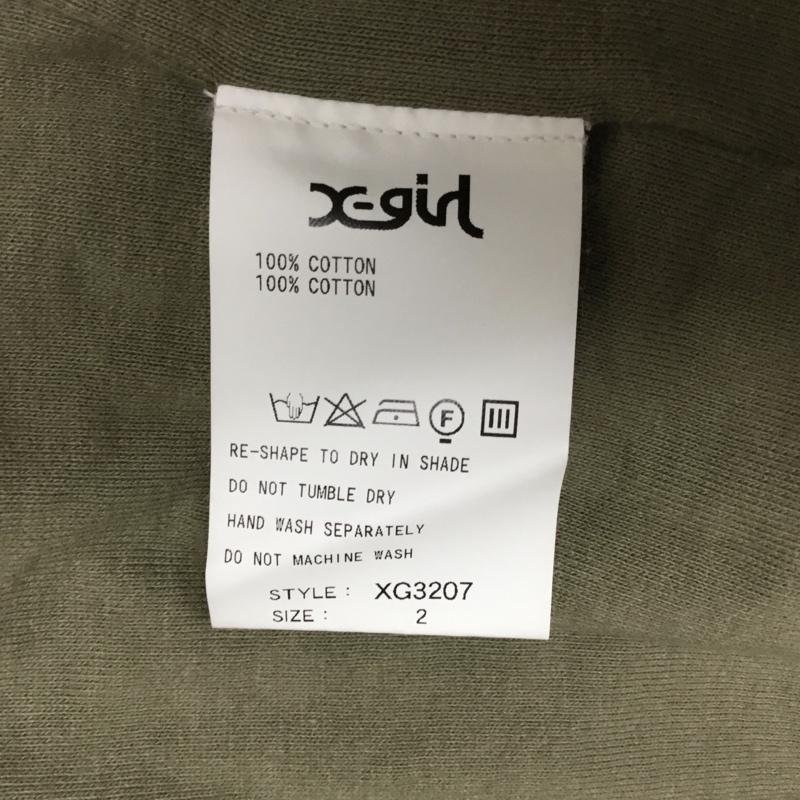 X-girl
100% COTTON
100% COTTON
F
RE-SHAPE TO DRY IN SHADE
DO NOT TUMBLE DRY
HAND WASH SEPARATELY
DO NOT MACHINE WASH
STYLE : XG3207
SIZE : 2